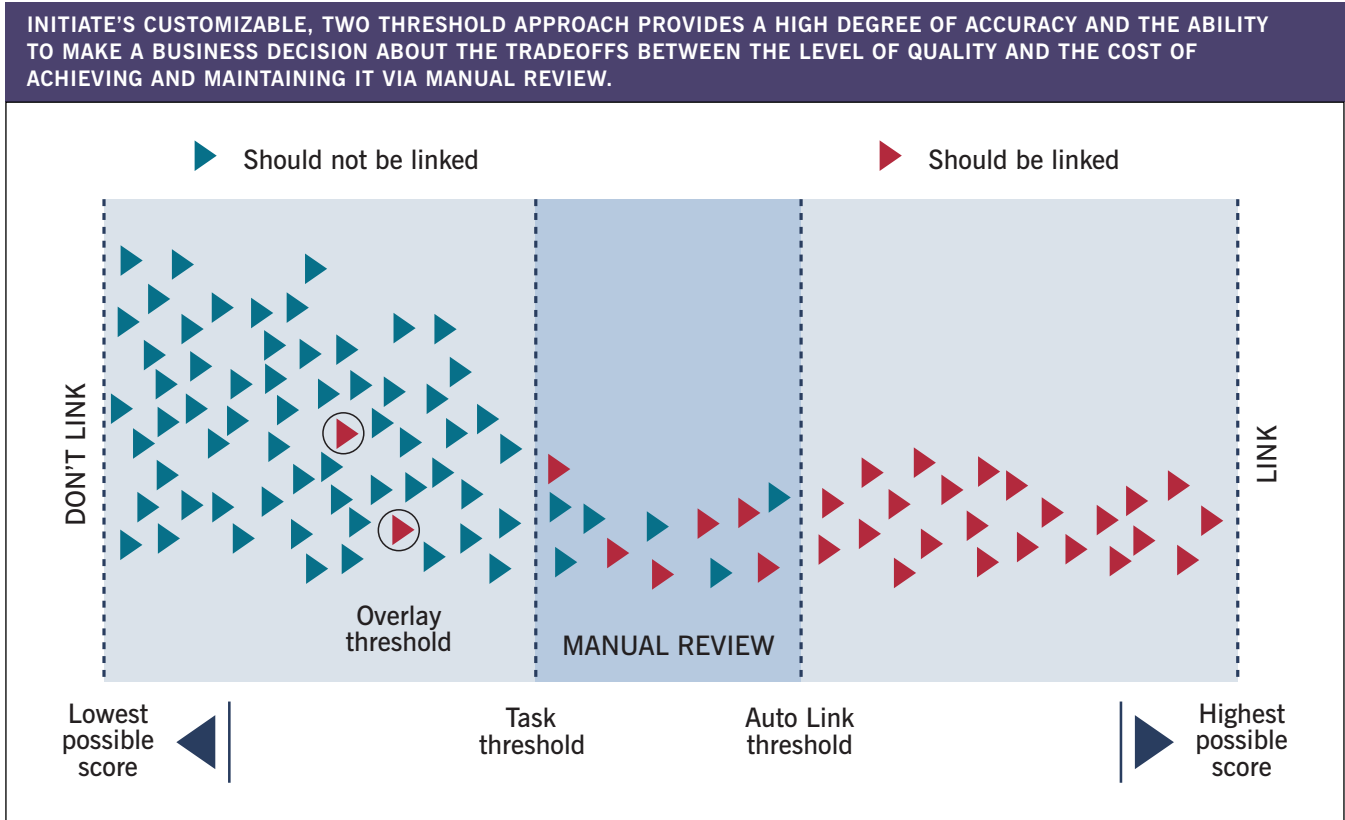 INITIATE'S CUSTOMIZABLE, TWO THRESHOLD APPROACH PROVIDES A HIGH DEGREE OF ACCURACY AND THE ABILITY
TO MAKE A BUSINESS DECISION ABOUT THE TRADEOFFS BETWEEN THE LEVEL OF QUALITY AND THE COST OF
ACHIEVING AND MAINTAINING IT VIA MANUAL REVIEW.
Should not be linked
Should be linked
DON'T LINK
LINK
Overlay
threshold
MANUAL REVIEW
Lowest
possible
score
Task
threshold
Auto Link
threshold
Highest
possible
score